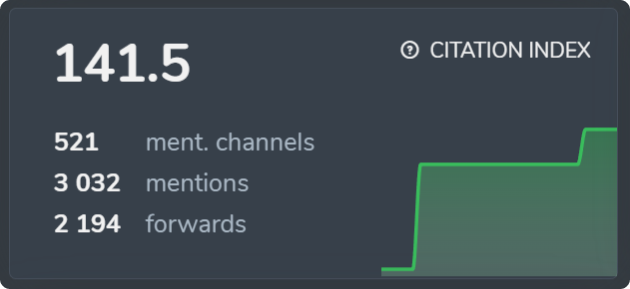 141.5
CITATION INDEX
521 ment. channels
3 032 mentions
2 194 forwards